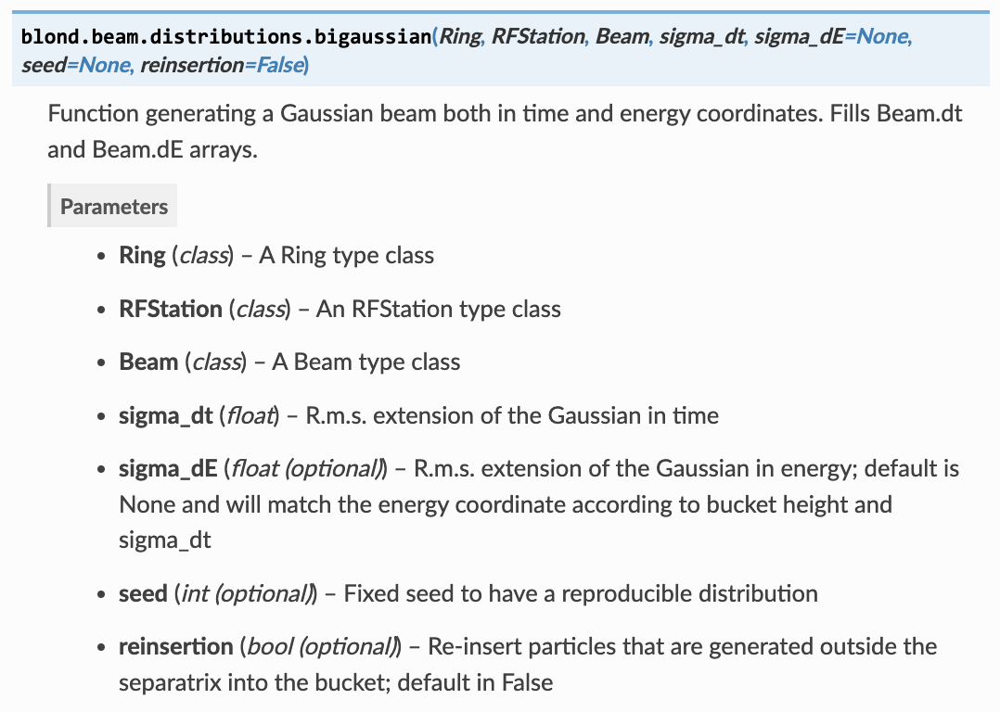 blond.beam.distributions.bigaussian(Ring, RFStation, Beam, sigma_dt, sigma_dE=None,
seed=None, reinsertion=False)
Function generating a Gaussian beam both in time and energy coordinates. Fills Beam.dt
and Beam.dE arrays.
Parameters
• Ring (class) – A Ring type class
• RFStation (class) – An RFStation type class
• Beam (class) – A Beam type class
• sigma_dt (float) – R.m.s. extension of the Gaussian in time
• sigma_dE (float (optional)) – R.m.s. extension of the Gaussian in energy; default is
None and will match the energy coordinate according to bucket height and
sigma_dt
• seed (int (optional)) – Fixed seed to have a reproducible distribution
• reinsertion (bool (optional)) – Re-insert particles that are generated outside the
separatrix into the bucket; default in False